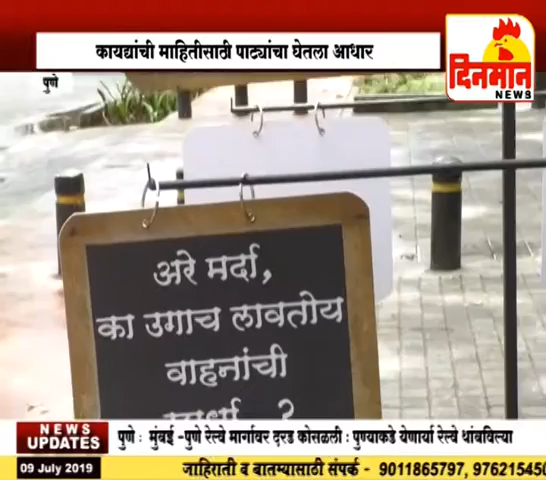 कायद्यांची माहितीसाठी पाट्यांचा घेतला आधार
दिनमान
NEWS
पुणे
अरे मर्दा,
का उगाच लावतोय
वाहनांची
?
NEWS
UPDATES
पुणे : मुंबई -पुणे रेल्वे मार्गावर दरड कोसळली : पुण्याकडे येणार्या रेल्वे थांबविल्या
09 July 2019
जाहिराती व बातम्यासाठी संपर्क - 9011865797, 976215450